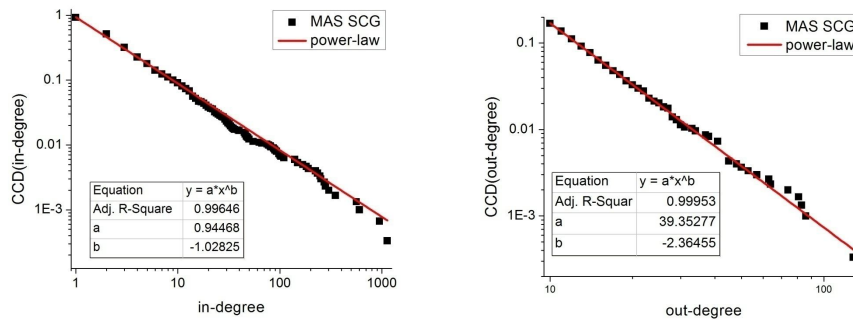 MAS SCG
power-law
1
0.1
0.01
1E-3
CCD(in-degree)
Equation y = a*x^b
Adj. R-Square 0.99646
a 0.94468
b -1.02825
1 10 100 1000
in-degree
MAS SCG
power-law
0.1
0.01
1E-3
CCD(out-degree)
Equation y = a*x^b
Adj. R-Squar 0.99953
a 39.35277
b -2.36455
10 100
out-degree